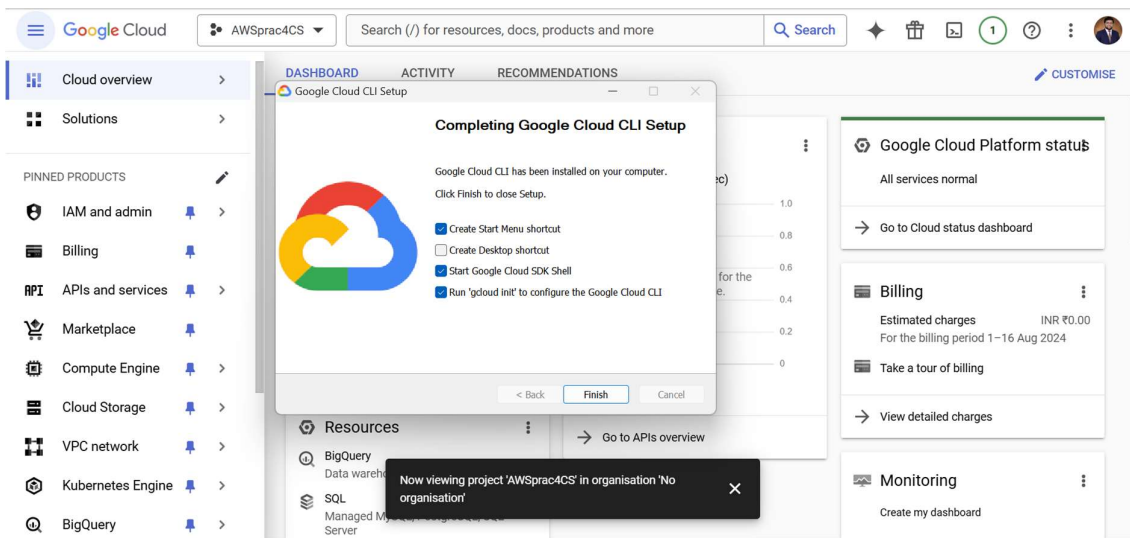 Google Cloud
AWSprac4CS
Search (/) for resources, docs, products and more
Search
1
Cloud overview
Solutions
PINNED PRODUCTS
IAM and admin
Billing
API APIs and services
Marketplace
Compute Engine
Cloud Storage
VPC network
Kubernetes Engine
BigQuery
DASHBOARD ACTIVITY RECOMMENDATIONS
CUSTOMISE
Google Cloud CLI Setup
Completing Google Cloud CLI Setup
Google Cloud CLI has been installed on your computer.
Click Finish to close Setup.
Create Start Menu shortcut
Create Desktop shortcut
Start Google Cloud SDK Shell
Run 'gcloud init' to configure the Google Cloud CLI
< Back Finish Cancel
1.0
0.8
for the
0.6
0.4
0.2
0
Go to APIs overview
Resources
BigQuery
SQL
Server
Now viewing project 'AWSprac4CS' in organisation 'No
organisation'
Google Cloud Platform status
All services normal
Go to Cloud status dashboard
Billing
Estimated charges INR ₹0.00
For the billing period 1–16 Aug 2024
Take a tour of billing
View detailed charges
Monitoring
Create my dashboard